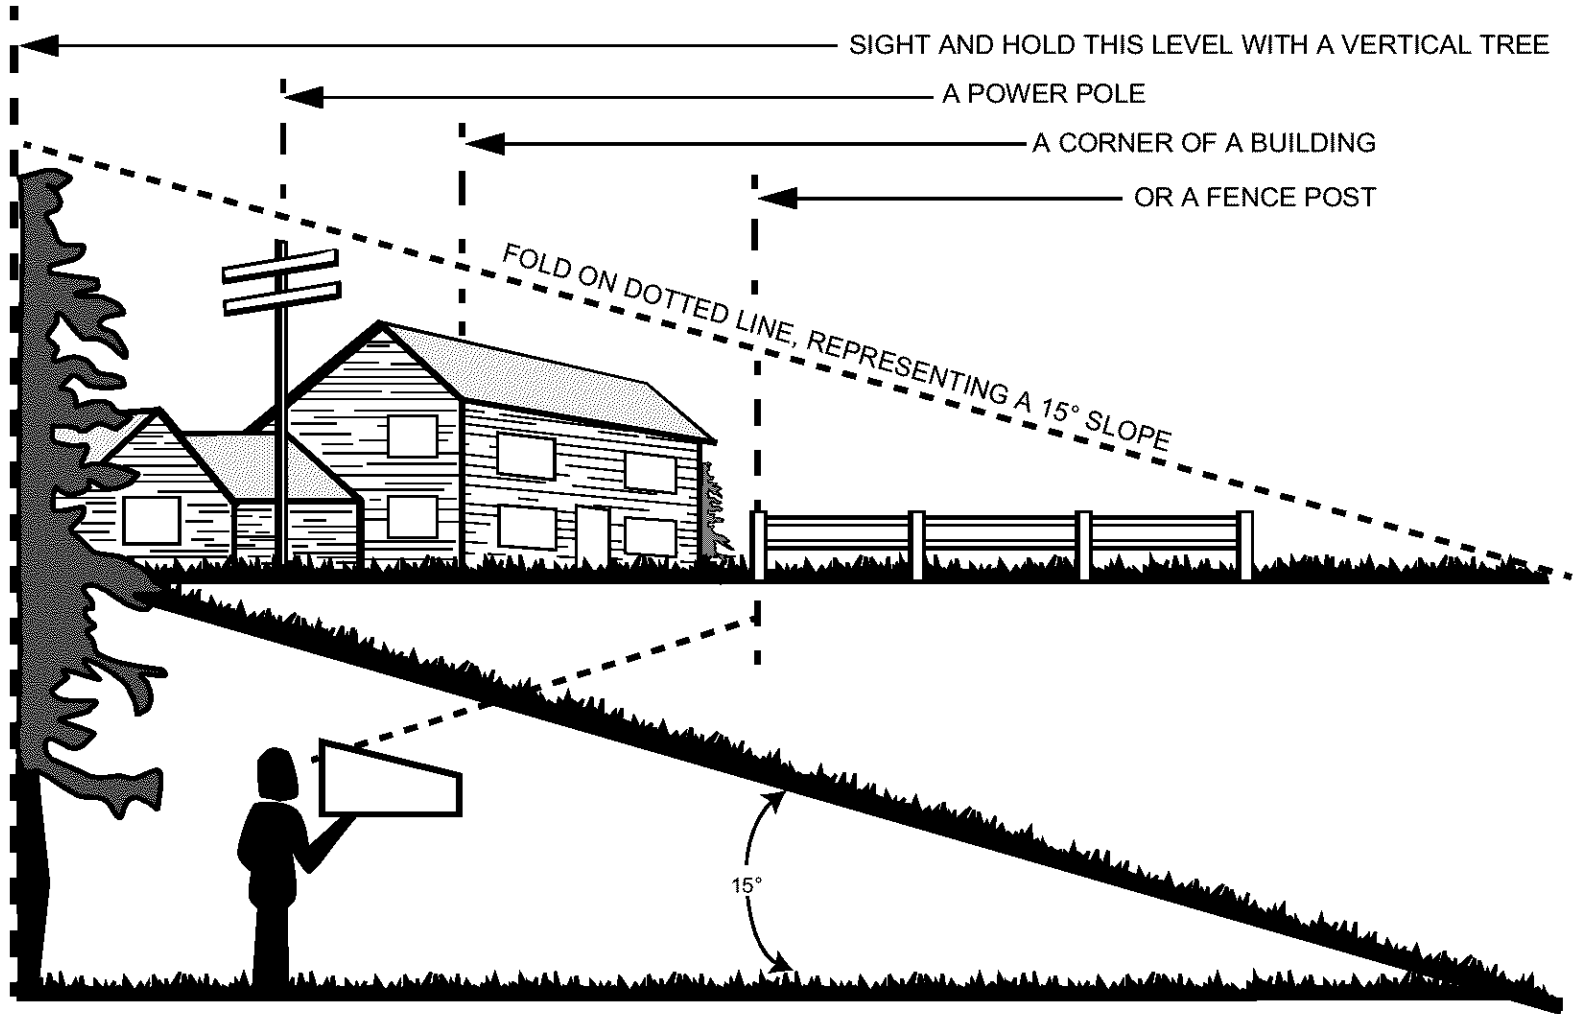 SIGHT AND HOLD THIS LEVEL WITH A VERTICAL TREE
A POWER POLE
A CORNER OF A BUILDING
OR A FENCE POST
FOLD ON DOTTED LINE, REPRESENTING A 15° SLOPE
15°